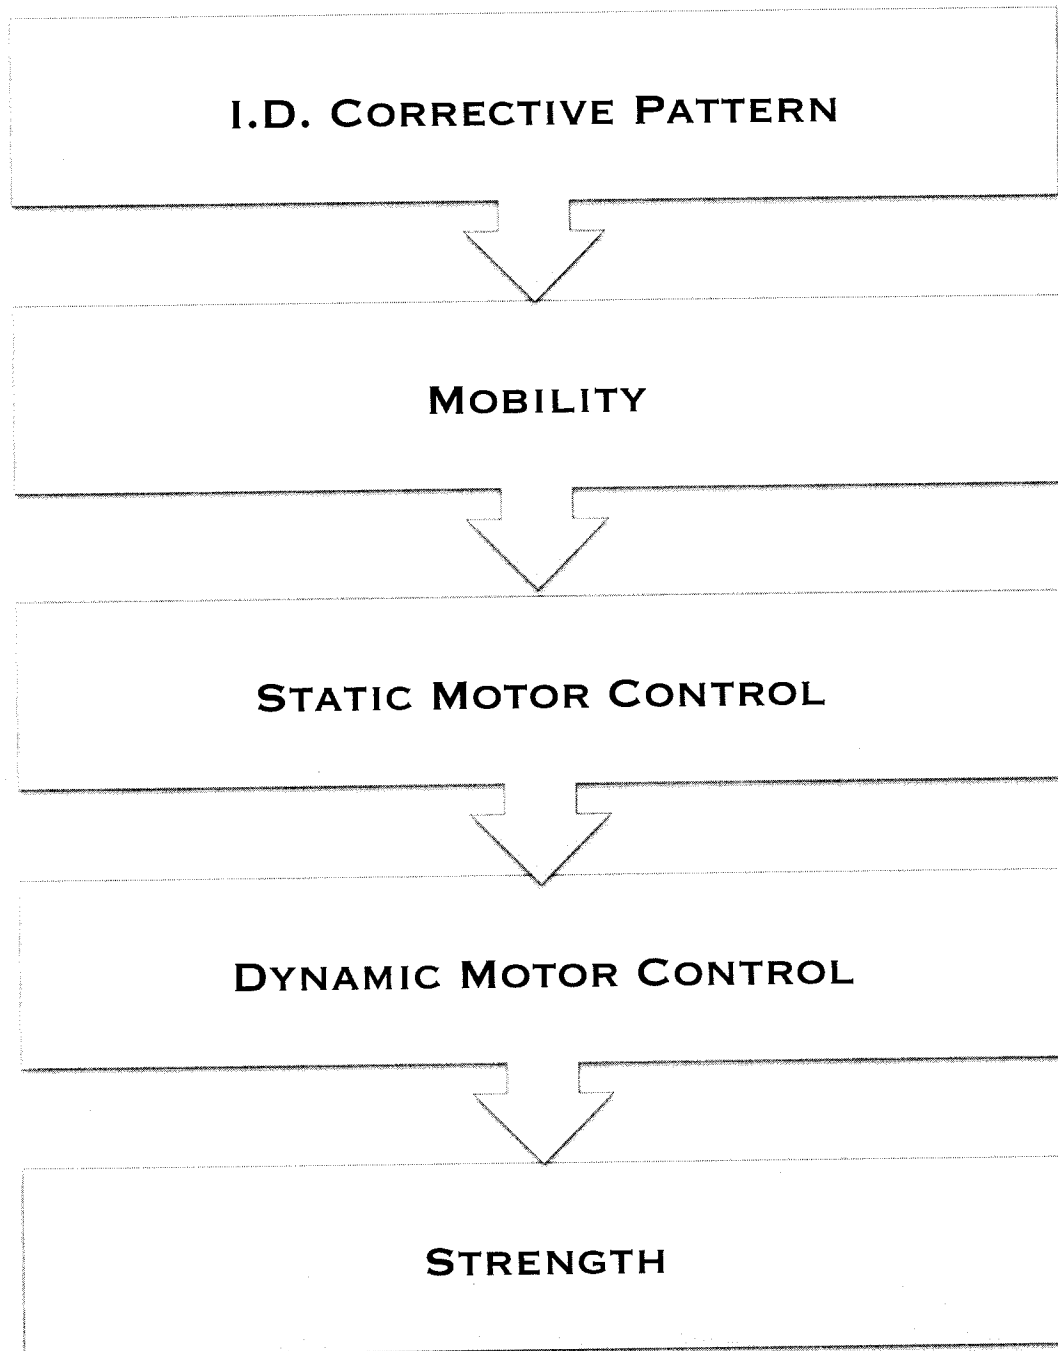 I.D. CORRECTIVE PATTERN
MOBILITY
STATIC MOTOR CONTROL
DYNAMIC MOTOR CONTROL
STRENGTH